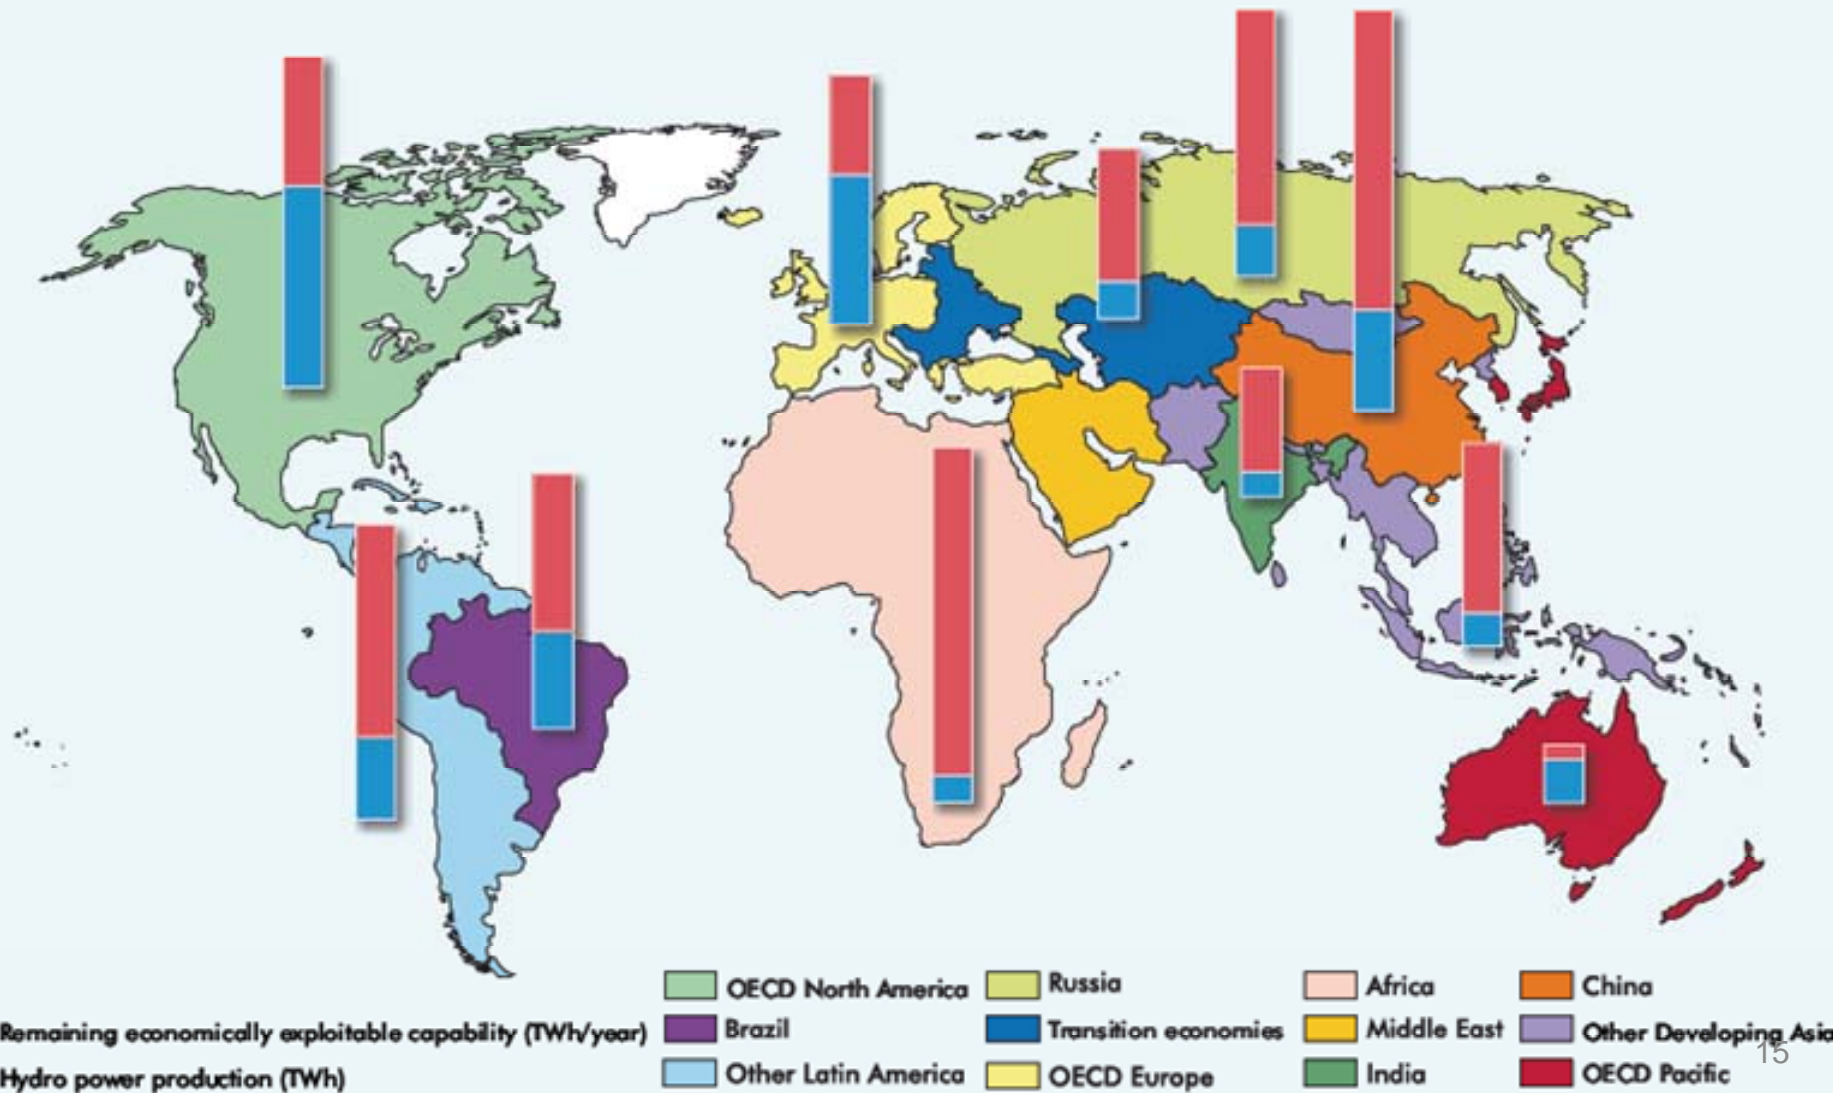 OECD North America
Russia
Africa
China
Remaining economically exploitable capability (TWh/year)
Brazil
Transition economies
Middle East
Other Developing Asia
Hydro power production (TWh)
Other Latin America
OECD Europe
India
OECD Pacific
15